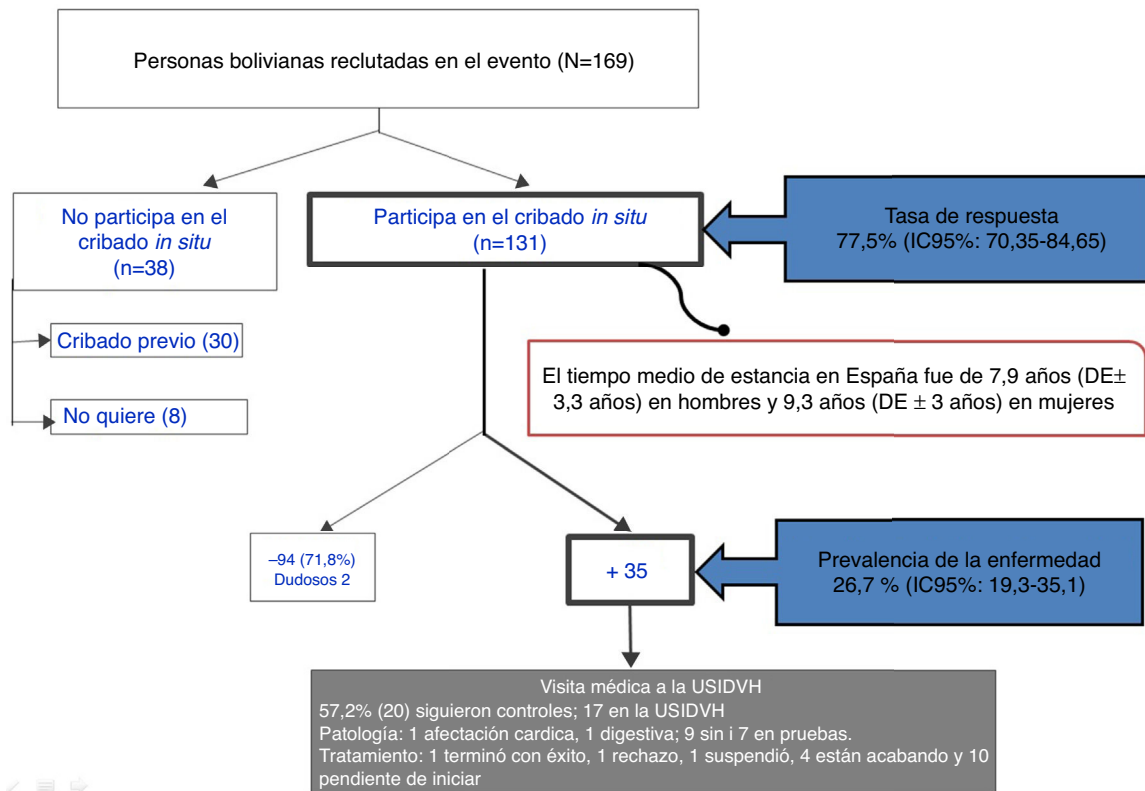 Personas bolivianas reclutadas en el evento (N=169)
No participa en el
cribado in situ
(n=38)
Participa en el cribado in situ
(n=131)
Tasa de respuesta
77,5% (IC95%: 70,35-84,65)
Cribado previo (30)
No quiere (8)
El tiempo medio de estancia en España fue de 7,9 años (DE±
3,3 años) en hombres y 9,3 años (DE ± 3 años) en mujeres
–94 (71,8%)
Dudosos 2
+ 35
Prevalencia de la enfermedad
26,7 % (IC95%: 19,3-35,1)
Visita médica a la USIDVH
57,2% (20) siguieron controles; 17 en la USIDVH
Patología: 1 afectación cardica, 1 digestiva; 9 sin i 7 en pruebas.
Tratamiento: 1 terminó con éxito, 1 rechazo, 1 suspendió, 4 están acabando y 10
pendiente de iniciar